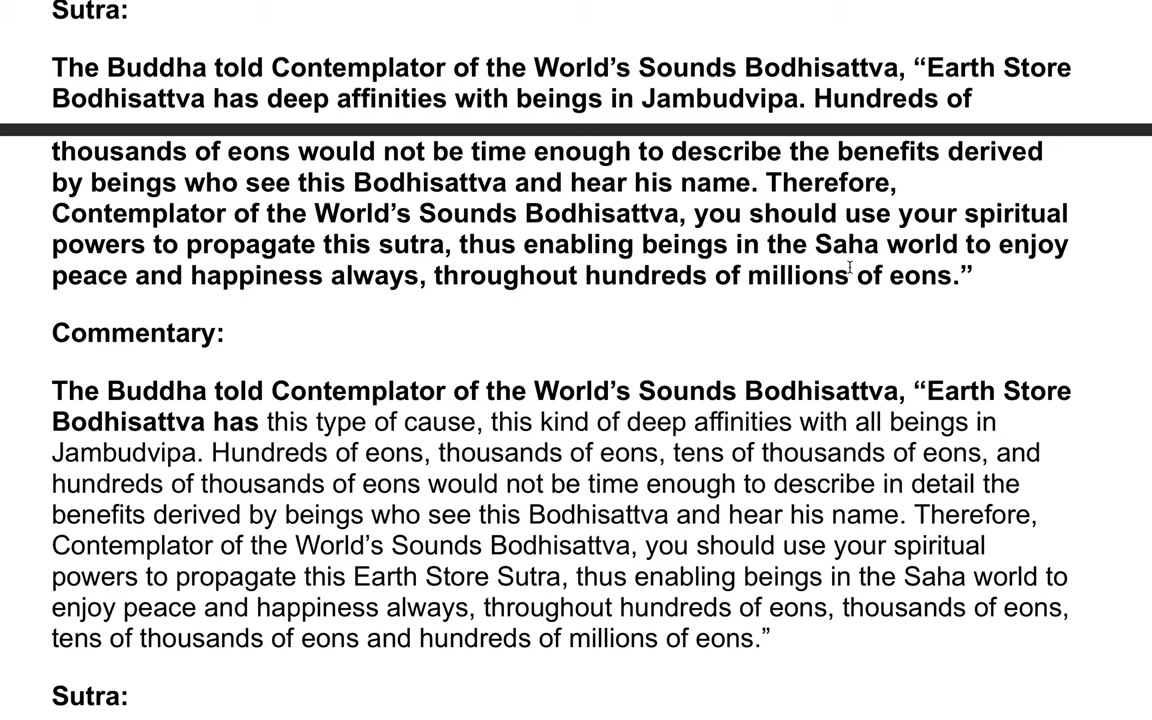 Sutra:
The Buddha told Contemplator of the World’s Sounds Bodhisattva, “Earth Store
Bodhisattva has deep affinities with beings in Jambudvipa. Hundreds of
thousands of eons would not be time enough to describe the benefits derived
by beings who see this Bodhisattva and hear his name. Therefore,
Contemplator of the World’s Sounds Bodhisattva, you should use your spiritual
powers to propagate this sutra, thus enabling beings in the Saha world to enjoy
peace and happiness always, throughout hundreds of millions of eons.”
Commentary:
The Buddha told Contemplator of the World’s Sounds Bodhisattva, “Earth Store
Bodhisattva has this type of cause, this kind of deep affinities with all beings in
Jambudvipa. Hundreds of eons, thousands of eons, tens of thousands of eons, and
hundreds of thousands of eons would not be time enough to describe in detail the
benefits derived by beings who see this Bodhisattva and hear his name. Therefore,
Contemplator of the World’s Sounds Bodhisattva, you should use your spiritual
powers to propagate this Earth Store Sutra, thus enabling beings in the Saha world to
enjoy peace and happiness always, throughout hundreds of eons, thousands of eons,
tens of thousands of eons and hundreds of millions of eons.”
Sutra: